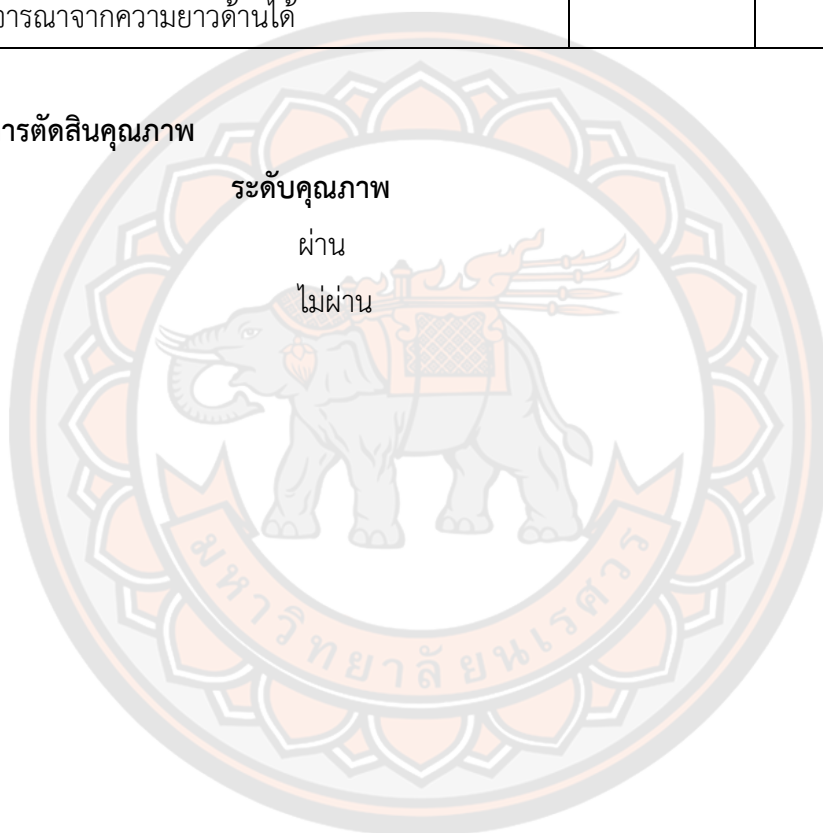 จารณาจากความยาวด้านได้
ารตัดสินคุณภาพ
ระดับคุณภาพ
ผ่าน
ไม่ผ่าน
มหาวิทยาลัยนเรศวร